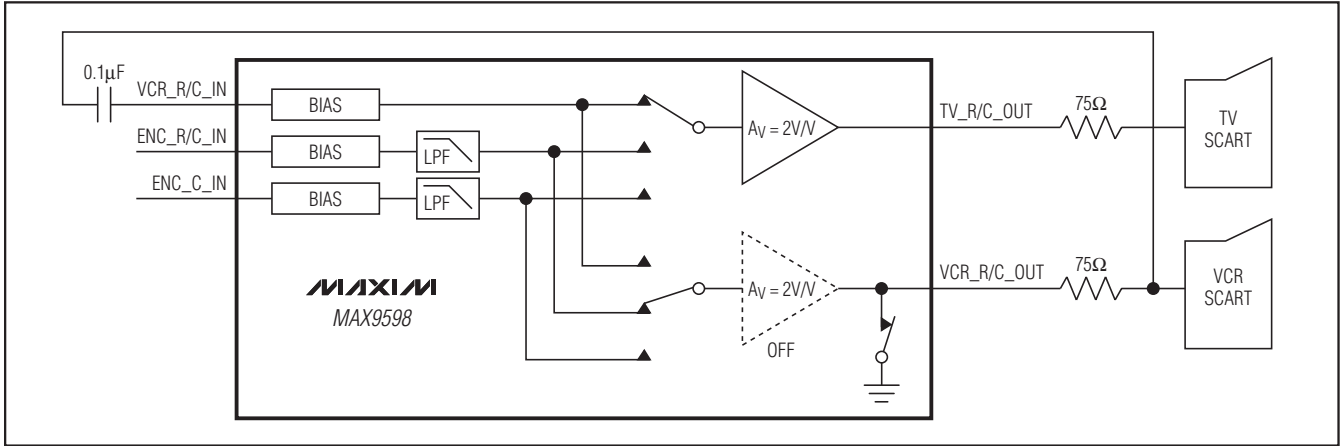 0.1µF
VCR_R/C_IN
ENC_R/C_IN
ENC_C_IN
BIAS
BIAS
BIAS
LPF
LPF
AV = 2V/V
TV_R/C_OUT
75Ω
TV
SCART
MAXIM
MAX9598
AV = 2V/V
OFF
VCR_R/C_OUT
75Ω
VCR
SCART